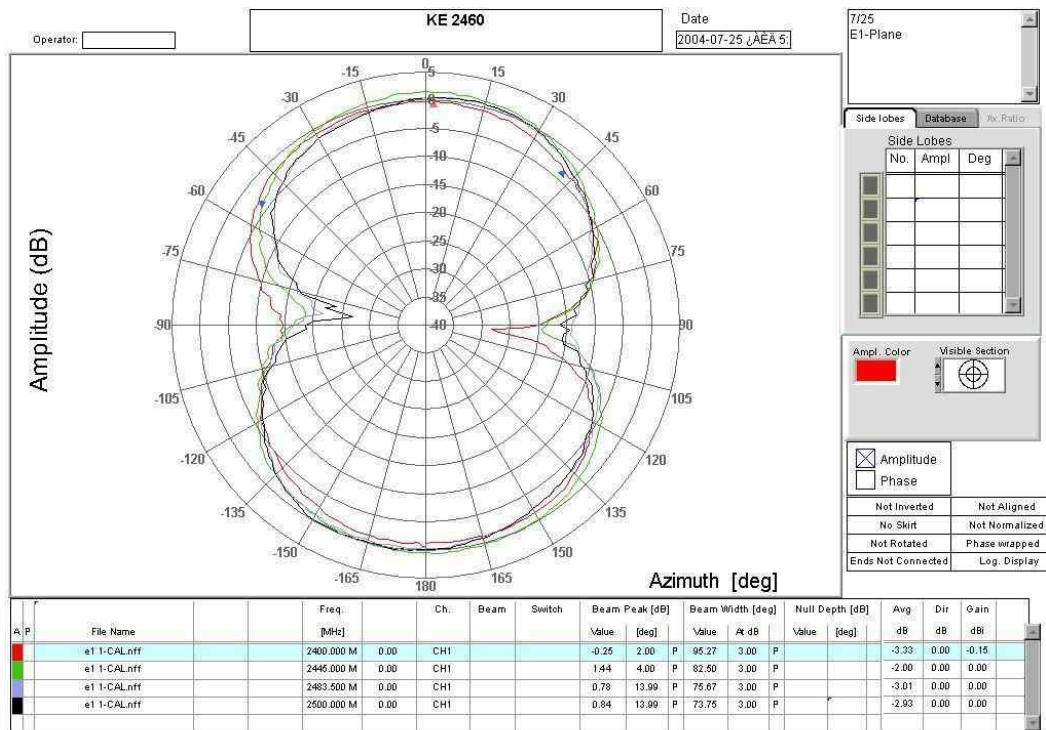 KE 2460
Operator:
Date
2004-07-25 ¿ÀÈÄ 5:
7/25
E1-Plane
Side lobes Database Ax.Ratio
Side Lobes
No. Ampl Deg
Ampl. Color Visible Section
Amplitude
Phase
Not Inverted Not Aligned
No Skirt Not Normalized
Not Rotated Phase wrapped
Ends Not Connected Log. Display
Amplitude (dB)
Azimuth [deg]
0
-15 15
-30 30
-45 45
-60 60
-75 75
-90 90
-105 105
-120 120
-135 135
-150 150
-165 165
180
5
0
-5
-10
-15
-20
-25
-30
-35
-40
Freq. Ch. Beam Switch Beam Peak [dB] Beam Width [deg] Null Depth [dB] Avg Dir Gain
A P File Name [MHz] Value [deg] Value At dB Value [deg] dB dB dBi
e1 1-CAL.nff 2400.000 M 0.00 CH1 -0.25 2.00 P 95.27 3.00 P -3.33 0.00 -0.15
e1 1-CAL.nff 2445.000 M 0.00 CH1 1.44 4.00 P 82.50 3.00 P -2.00 0.00 0.00
e1 1-CAL.nff 2483.500 M 0.00 CH1 0.78 13.99 P 75.67 3.00 P -3.01 0.00 0.00
e1 1-CAL.nff 2500.000 M 0.00 CH1 0.84 13.99 P 73.75 3.00 P -2.93 0.00 0.00